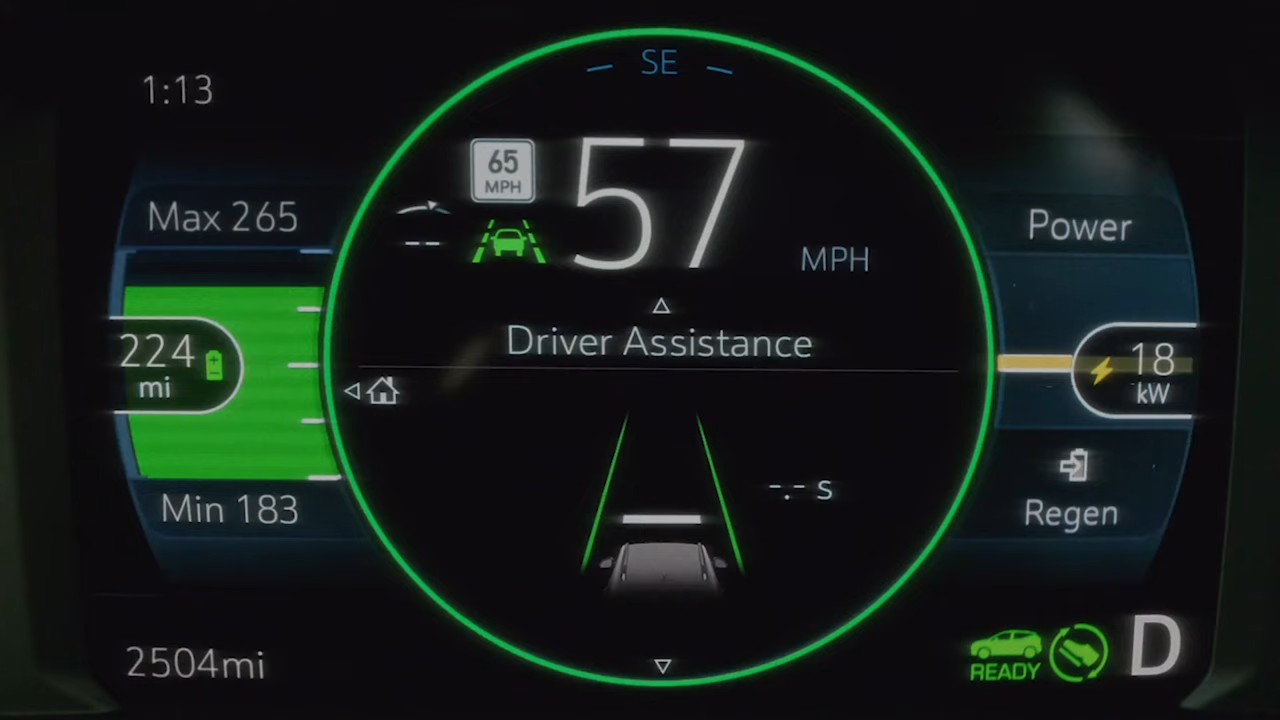 SE
1:13
65
MPH
57
MPH
Max 265
Power
224
mi
Driver Assistance
18
kW
-.- s
Min 183
Regen
2504mi
READY
D